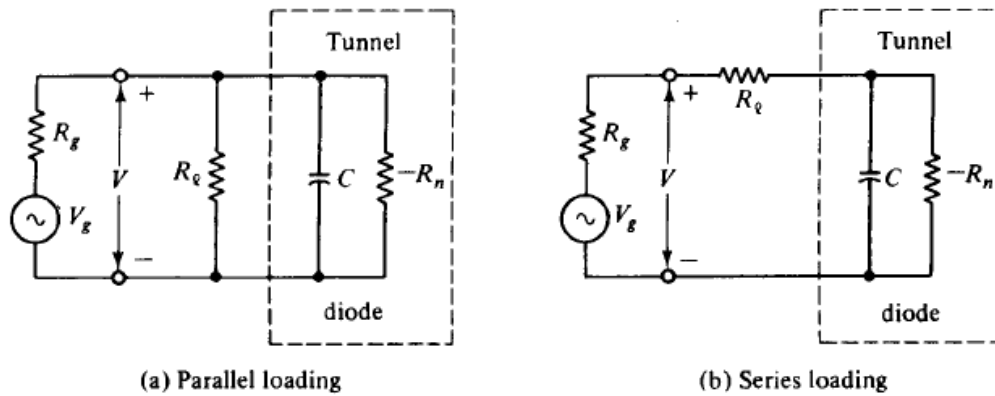 Tunnel
+
R_g
V
R_ℓ
C
−R_n
V_g
−
diode
(a) Parallel loading
Tunnel
+
R_ℓ
R_g
V
C
−R_n
V_g
−
diode
(b) Series loading